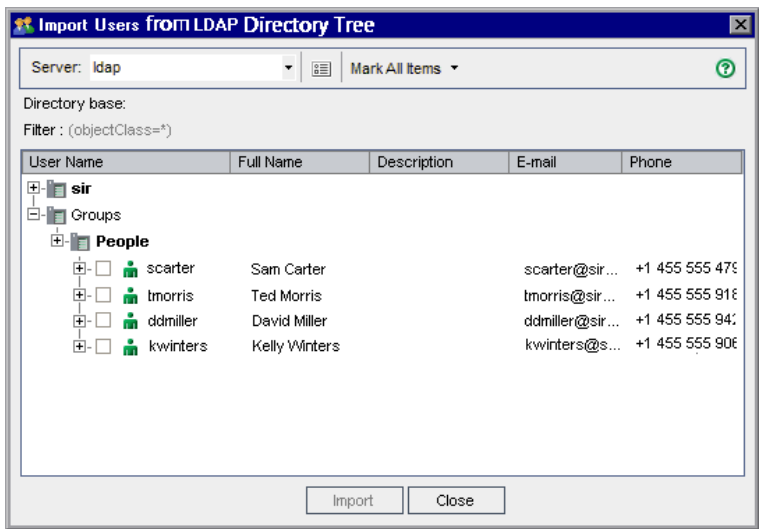 Import Users from LDAP Directory Tree
Server: ldap Mark All Items
Directory base:
Filter : (objectClass=*)
User Name Full Name Description E-mail Phone
sir
Groups
People
scarter Sam Carter scarter@sir... +1 455 555 479
tmorris Ted Morris tmorris@sir... +1 455 555 918
ddmiller David Miller ddmiller@sir... +1 455 555 942
kwinters Kelly Winters kwinters@s... +1 455 555 906
Import Close